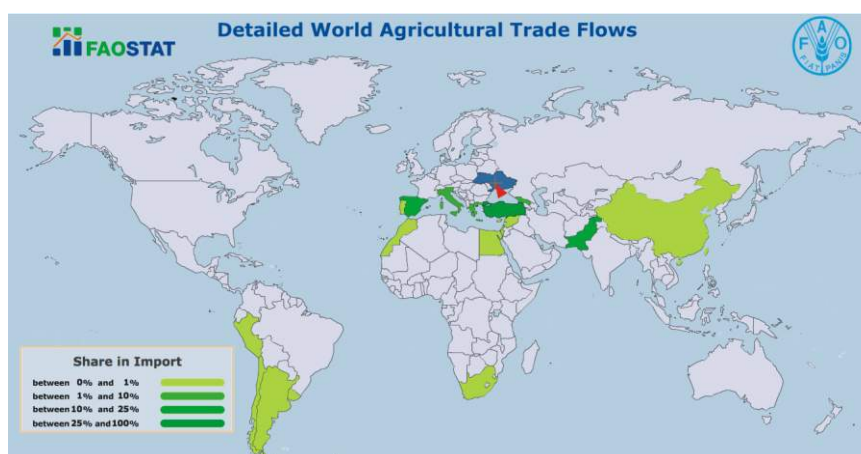 FAOSTAT
Detailed World Agricultural Trade Flows
F A O
FIAT PANIS
Share in Import
between 0% and 1%
between 1% and 10%
between 10% and 25%
between 25% and 100%